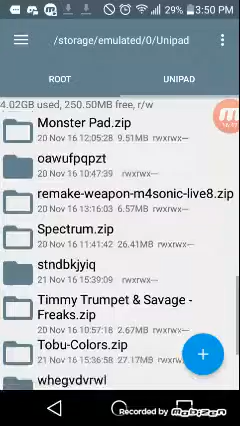 29% 3:50 PM
/storage/emulated/0/Unipad
ROOT UNIPAD
4.02GB used, 250.50MB free, r/w
Monster Pad.zip
20 Nov 16 12:05:28 9.51MB rwxrwx---
oawufpqpzt
20 Nov 16 10:47:39 rwxrwx---
remake-weapon-m4sonic-live8.zip
20 Nov 16 13:16:03 6.57MB rwxrwx---
Spectrum.zip
20 Nov 16 11:41:42 26.41MB rwxrwx---
stndbkjyiq
21 Nov 16 15:39:09 rwxrwx---
Timmy Trumpet & Savage -
Freaks.zip
20 Nov 16 10:57:18 2.67MB rwxrwx---
Tobu-Colors.zip
21 Nov 16 15:36:58 27.17MB rwxrwx---
whegvdvrwl
Recorded by Mobizen